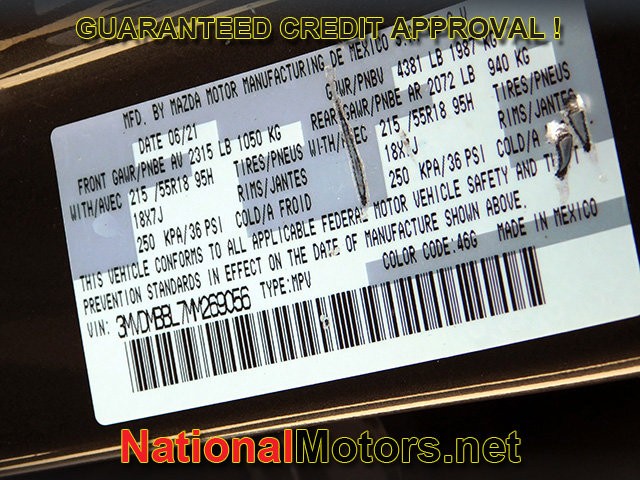 GUARANTEED CREDIT APPROVAL !
MFD. BY MAZDA MOTOR MANUFACTURING DE MEXICO S.
DATE 06/21 GAWR/PNBU 4381 LB 1987 KG
FRONT GAWR/PNBE AV 2315 LB 1050 KG REAR GAWR/PNBE AR 2072 LB 940 KG
WITH/AVEC 215 /55R18 95H TIRES/PNEUS WITH/AVEC 215 /55R18 95H TIRES/PNEUS
18X7J RIMS/JANTES 18X7J RIMS/JANTES
250 KPA/36 PSI COLD/A FROID 250 KPA/36 PSI COLD/A
THIS VEHICLE CONFORMS TO ALL APPLICABLE FEDERAL MOTOR VEHICLE SAFETY AND
PREVENTION STANDARDS IN EFFECT ON THE DATE OF MANUFACTURE SHOWN ABOVE.
VIN: 3MVDMBBL7MM269056 TYPE:MPV COLOR CODE:46G MADE IN MEXICO
NationalMotors.net